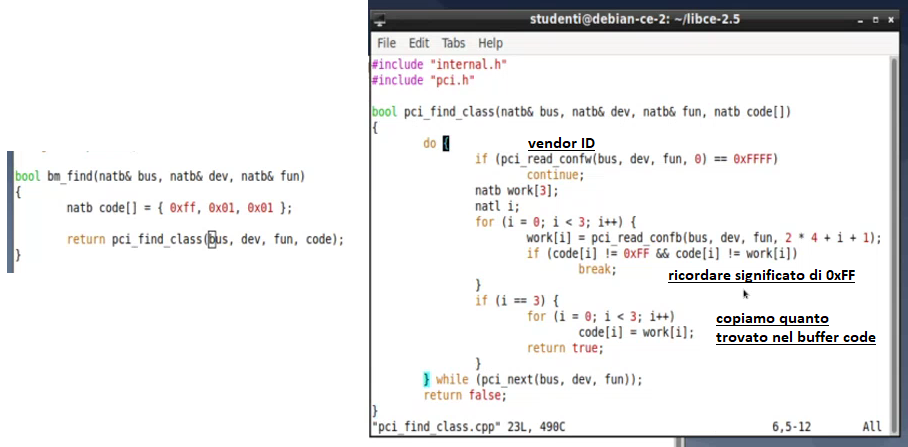 bool bm_find(natb& bus, natb& dev, natb& fun)
{
natb code[] = { 0xff, 0x01, 0x01 };
return pci_find_class(bus, dev, fun, code);
}
studenti@debian-ce-2: ~/libce-2.5
File Edit Tabs Help
#include "internal.h"
#include "pci.h"
bool pci_find_class(natb& bus, natb& dev, natb& fun, natb code[])
{
do {
vendor ID
if (pci_read_confw(bus, dev, fun, 0) == 0xFFFF)
continue;
natb work[3];
natl i;
for (i = 0; i < 3; i++) {
work[i] = pci_read_confb(bus, dev, fun, 2 * 4 + i + 1);
if (code[i] != 0xFF && code[i] != work[i])
break;
ricordare significato di 0xFF
}
if (i == 3) {
for (i = 0; i < 3; i++)
code[i] = work[i];
copiamo quanto
trovato nel buffer code
return true;
}
} while (pci_next(bus, dev, fun));
return false;
}
"pci_find_class.cpp" 23L, 490C 6,5-12 All